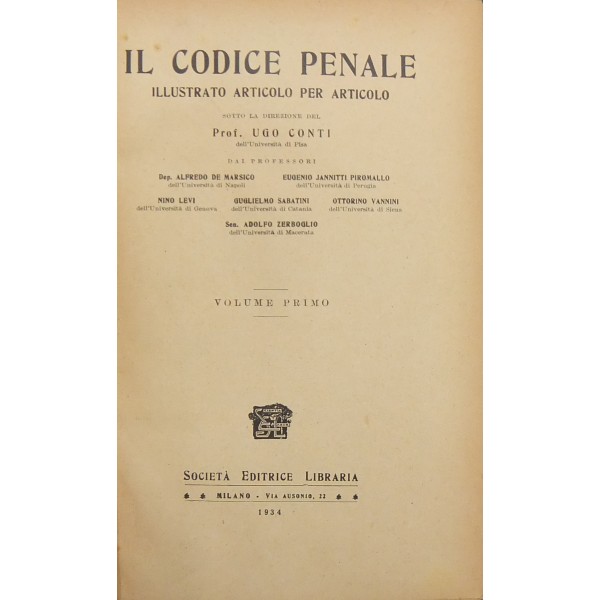 IL CODICE PENALE
ILLUSTRATO ARTICOLO PER ARTICOLO
SOTTO LA DIREZIONE DEL
Prof. UGO CONTI
dell'Università di Pisa
DAI PROFESSORI
Dep. ALFREDO DE MARSICO EUGENIO JANNITTI PIROMALLO
dell'Università di Napoli dell'Università di Perugia
NINO LEVI GUGLIELMO SABATINI OTTORINO VANNINI
dell'Università di Genova dell'Università di Catania dell'Università di Siena
Sen. ADOLFO ZERBOGLIO
dell'Università di Macerata
VOLUME PRIMO
SOCIETÀ EDITRICE LIBRARIA
MILANO - VIA AUSONIO, 22
1934